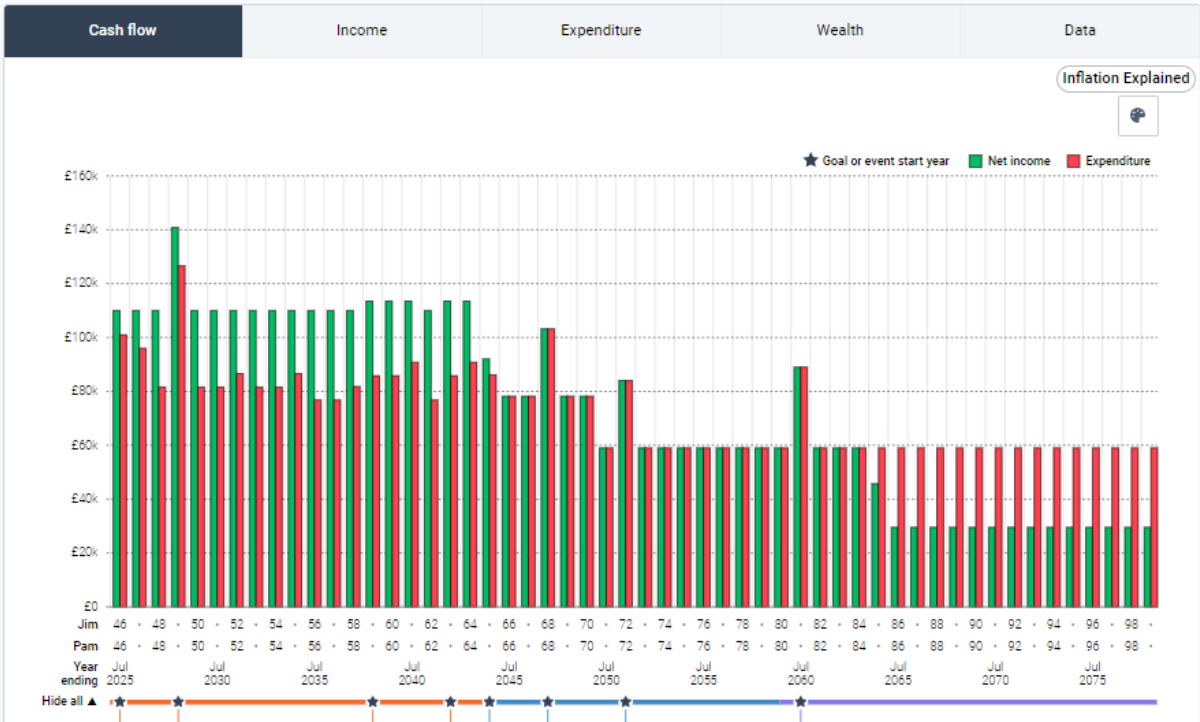 Cash flow Income Expenditure Wealth Data
Inflation Explained
Goal or event start year Net income Expenditure
£160k
£140k
£120k
£100k
£80k
£60k
£40k
£20k
£0
Jim 46 · 48 · 50 · 52 · 54 · 56 · 58 · 60 · 62 · 64 · 66 · 68 · 70 · 72 · 74 · 76 · 78 · 80 · 82 · 84 · 86 · 88 · 90 · 92 · 94 · 96 · 98 ·
Pam 46 · 48 · 50 · 52 · 54 · 56 · 58 · 60 · 62 · 64 · 66 · 68 · 70 · 72 · 74 · 76 · 78 · 80 · 82 · 84 · 86 · 88 · 90 · 92 · 94 · 96 · 98 ·
Year Jul Jul Jul Jul Jul Jul Jul Jul Jul Jul Jul
ending 2025 2030 2035 2040 2045 2050 2055 2060 2065 2070 2075
Hide all ▲